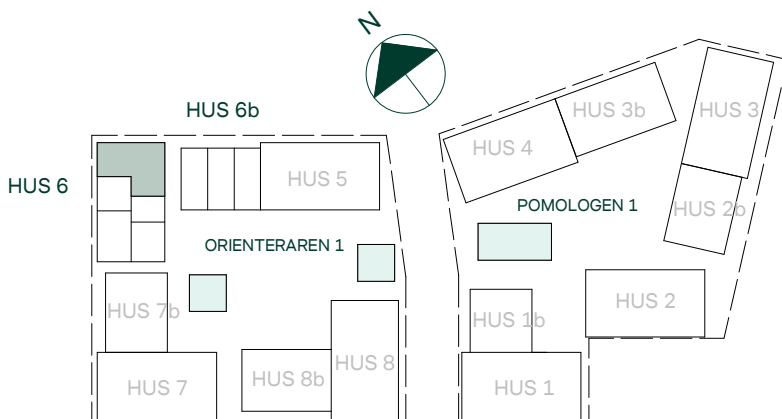 N
HUS 6b
HUS 3b
HUS 3
HUS 4
HUS 6
HUS 5
POMOLOGEN 1
HUS 2b
ORIENTERAREN 1
HUS 7b
HUS 1b
HUS 2
HUS 8
HUS 8b
HUS 7
HUS 1